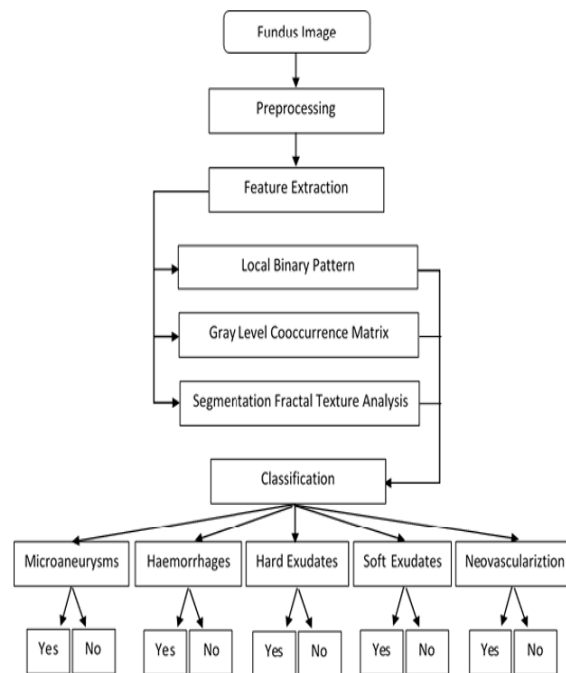 Fundus Image
Preprocessing
Feature Extraction
Local Binary Pattern
Gray Level Cooccurrence Matrix
Segmentation Fractal Texture Analysis
Classification
Microaneurysms
Haemorrhages
Hard Exudates
Soft Exudates
Neovasculariztion
Yes
No
Yes
No
Yes
No
Yes
No
Yes
No